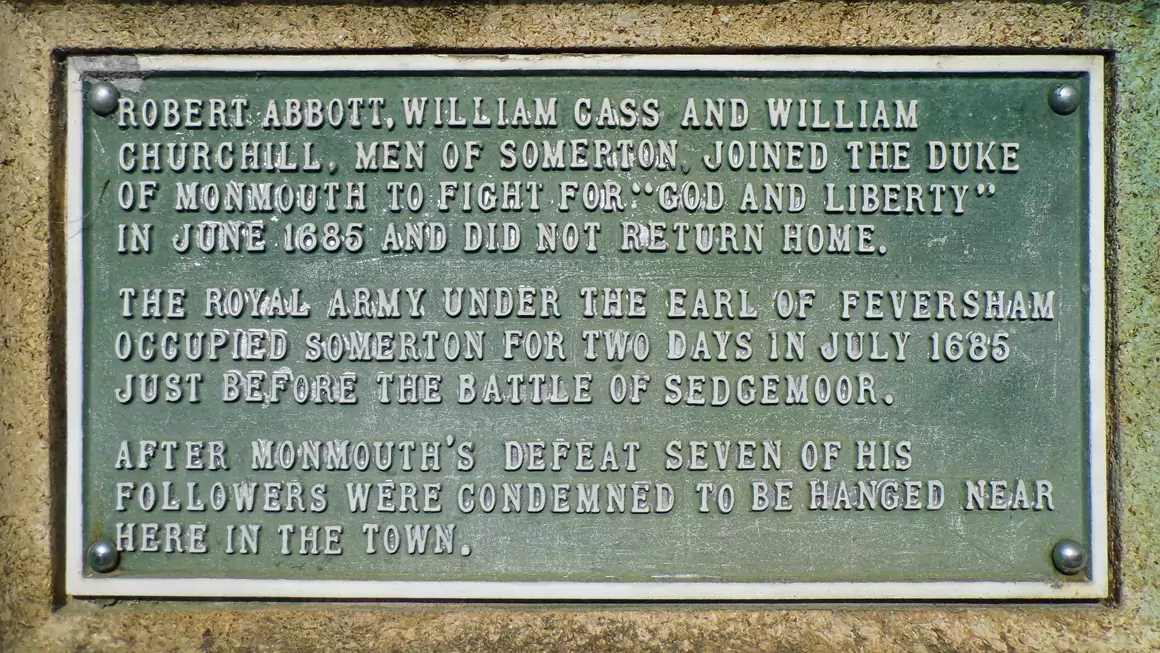 ROBERT ABBOTT, WILLIAM CASS AND WILLIAM
CHURCHILL, MEN OF SOMERTON, JOINED THE DUKE
OF MONMOUTH TO FIGHT FOR "GOD AND LIBERTY"
IN JUNE 1685 AND DID NOT RETURN HOME.
THE ROYAL ARMY UNDER THE EARL OF FEVERSHAM
OCCUPIED SOMERTON FOR TWO DAYS IN JULY 1685
JUST BEFORE THE BATTLE OF SEDGEMOOR.
AFTER MONMOUTH'S DEFEAT SEVEN OF HIS
FOLLOWERS WERE CONDEMNED TO BE HANGED NEAR
HERE IN THE TOWN.